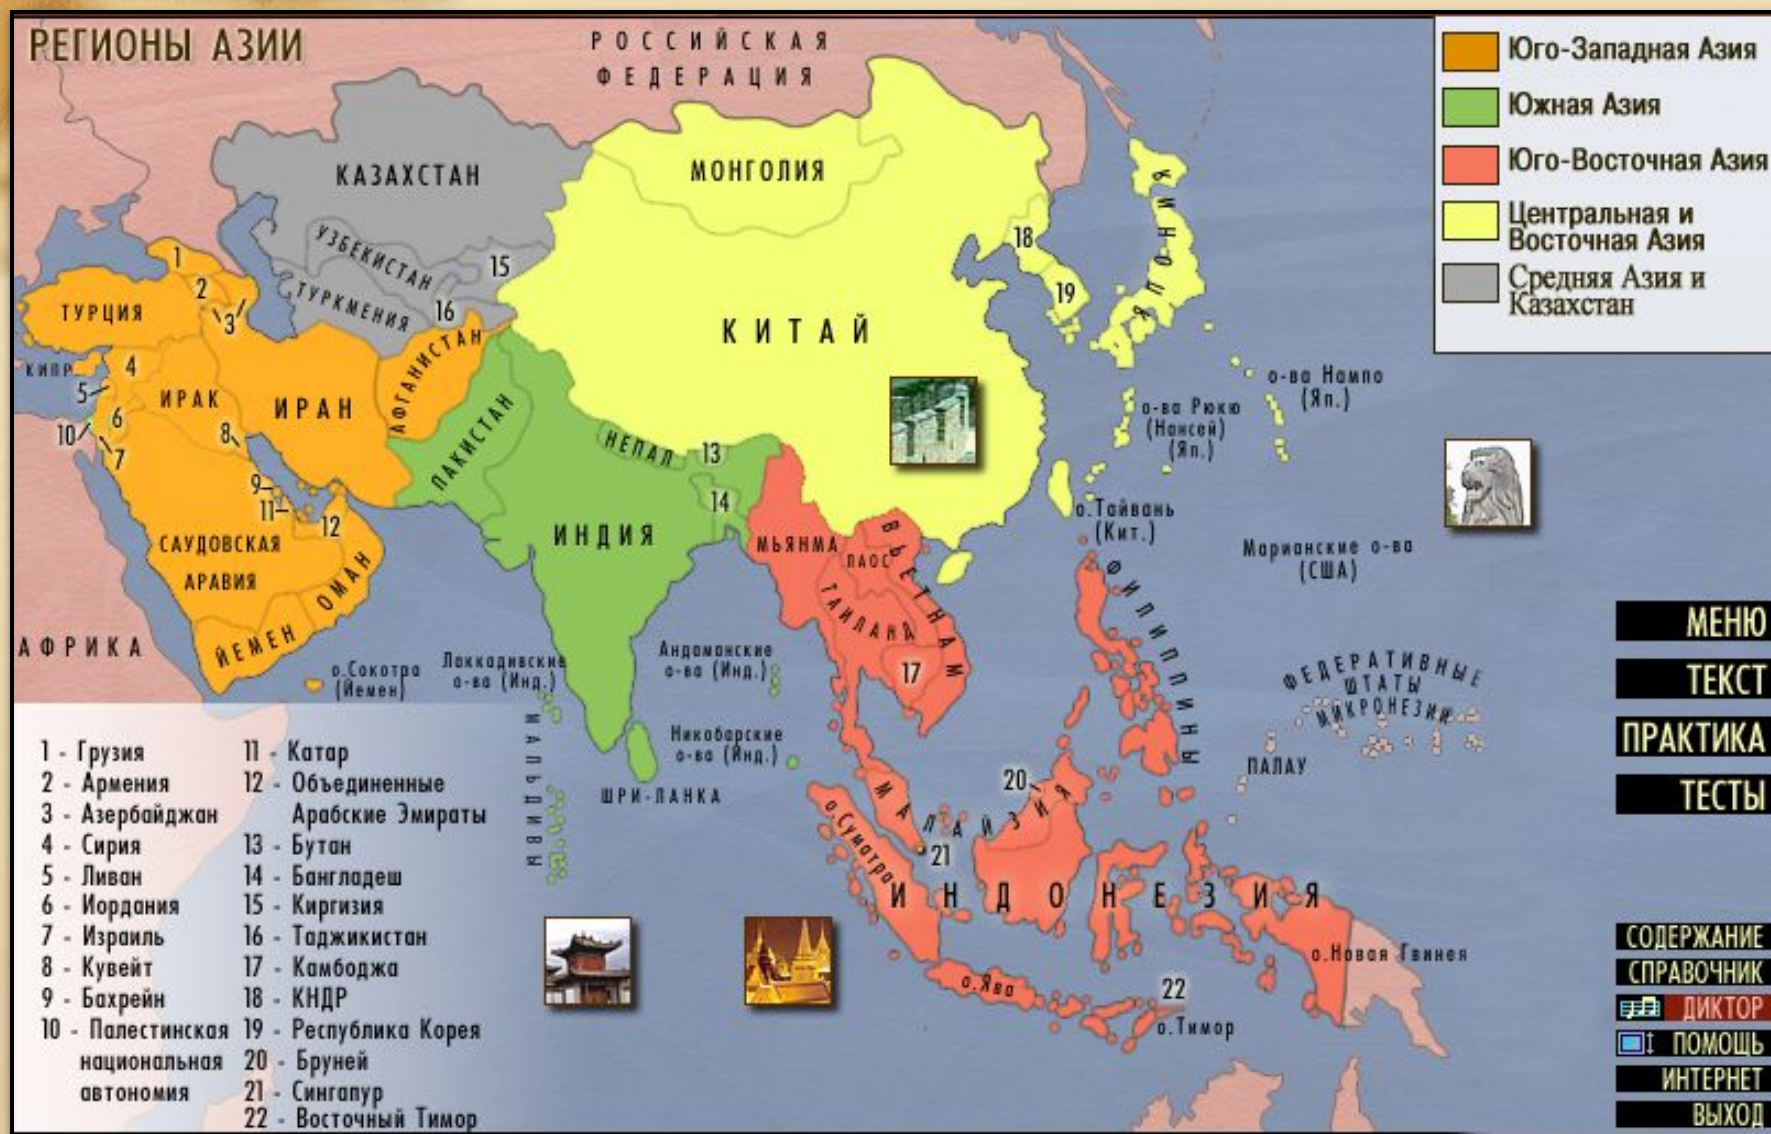 РЕГИОНЫ АЗИИ
РОССИЙСКАЯ
ФЕДЕРАЦИЯ
Юго-Западная Азия
Южная Азия
Юго-Восточная Азия
Центральная и
Восточная Азия
Средняя Азия и
Казахстан
КАЗАХСТАН
МОНГОЛИЯ
ЯПОНИЯ
УЗБЕКИСТАН
ТУРКМЕНИЯ
15
16
18
19
1
2
3
ТУРЦИЯ
КИТАЙ
КИПР
4
5
6
7
8
9
10
11
12
ИРАК
ИРАН
АФГАНИСТАН
ПАКИСТАН
НЕПАЛ
13
14
ИНДИЯ
о-ва Нампо
(Яп.)
о-ва Рюкю
(Нансей)
(Яп.)
о.Тайвань
(Кит.)
Марианские о-ва
(США)
САУДОВСКАЯ
АРАВИЯ
ОМАН
ЙЕМЕН
АФРИКА
о.Сокотра
(Йемен)
Лаккадивские
о-ва (Инд.)
Андаманские
о-ва (Инд.)
Никобарские
о-ва (Инд.)
МАЛЬДИВЫ
ШРИ-ЛАНКА
МЬЯНМА
ЛАОС
ВЬЕТНАМ
ТАИЛАНД
17
ФИЛИППИНЫ
ФЕДЕРАТИВНЫЕ
ШТАТЫ
МИКРОНЕЗИИ
ПАЛАУ
20
МАЛАЙЗИЯ
21
о.Суматра
ИНДОНЕЗИЯ
о.Новая Гвинея
о.Ява
22
о.Тимор
1 - Грузия
2 - Армения
3 - Азербайджан
4 - Сирия
5 - Ливан
6 - Иордания
7 - Израиль
8 - Кувейт
9 - Бахрейн
10 - Палестинская
национальная
автономия
11 - Катар
12 - Объединенные
Арабские Эмираты
13 - Бутан
14 - Бангладеш
15 - Киргизия
16 - Таджикистан
17 - Камбоджа
18 - КНДР
19 - Республика Корея
20 - Бруней
21 - Сингапур
22 - Восточный Тимор
МЕНЮ
ТЕКСТ
ПРАКТИКА
ТЕСТЫ
СОДЕРЖАНИЕ
СПРАВОЧНИК
ДИКТОР
ПОМОЩЬ
ИНТЕРНЕТ
ВЫХОД